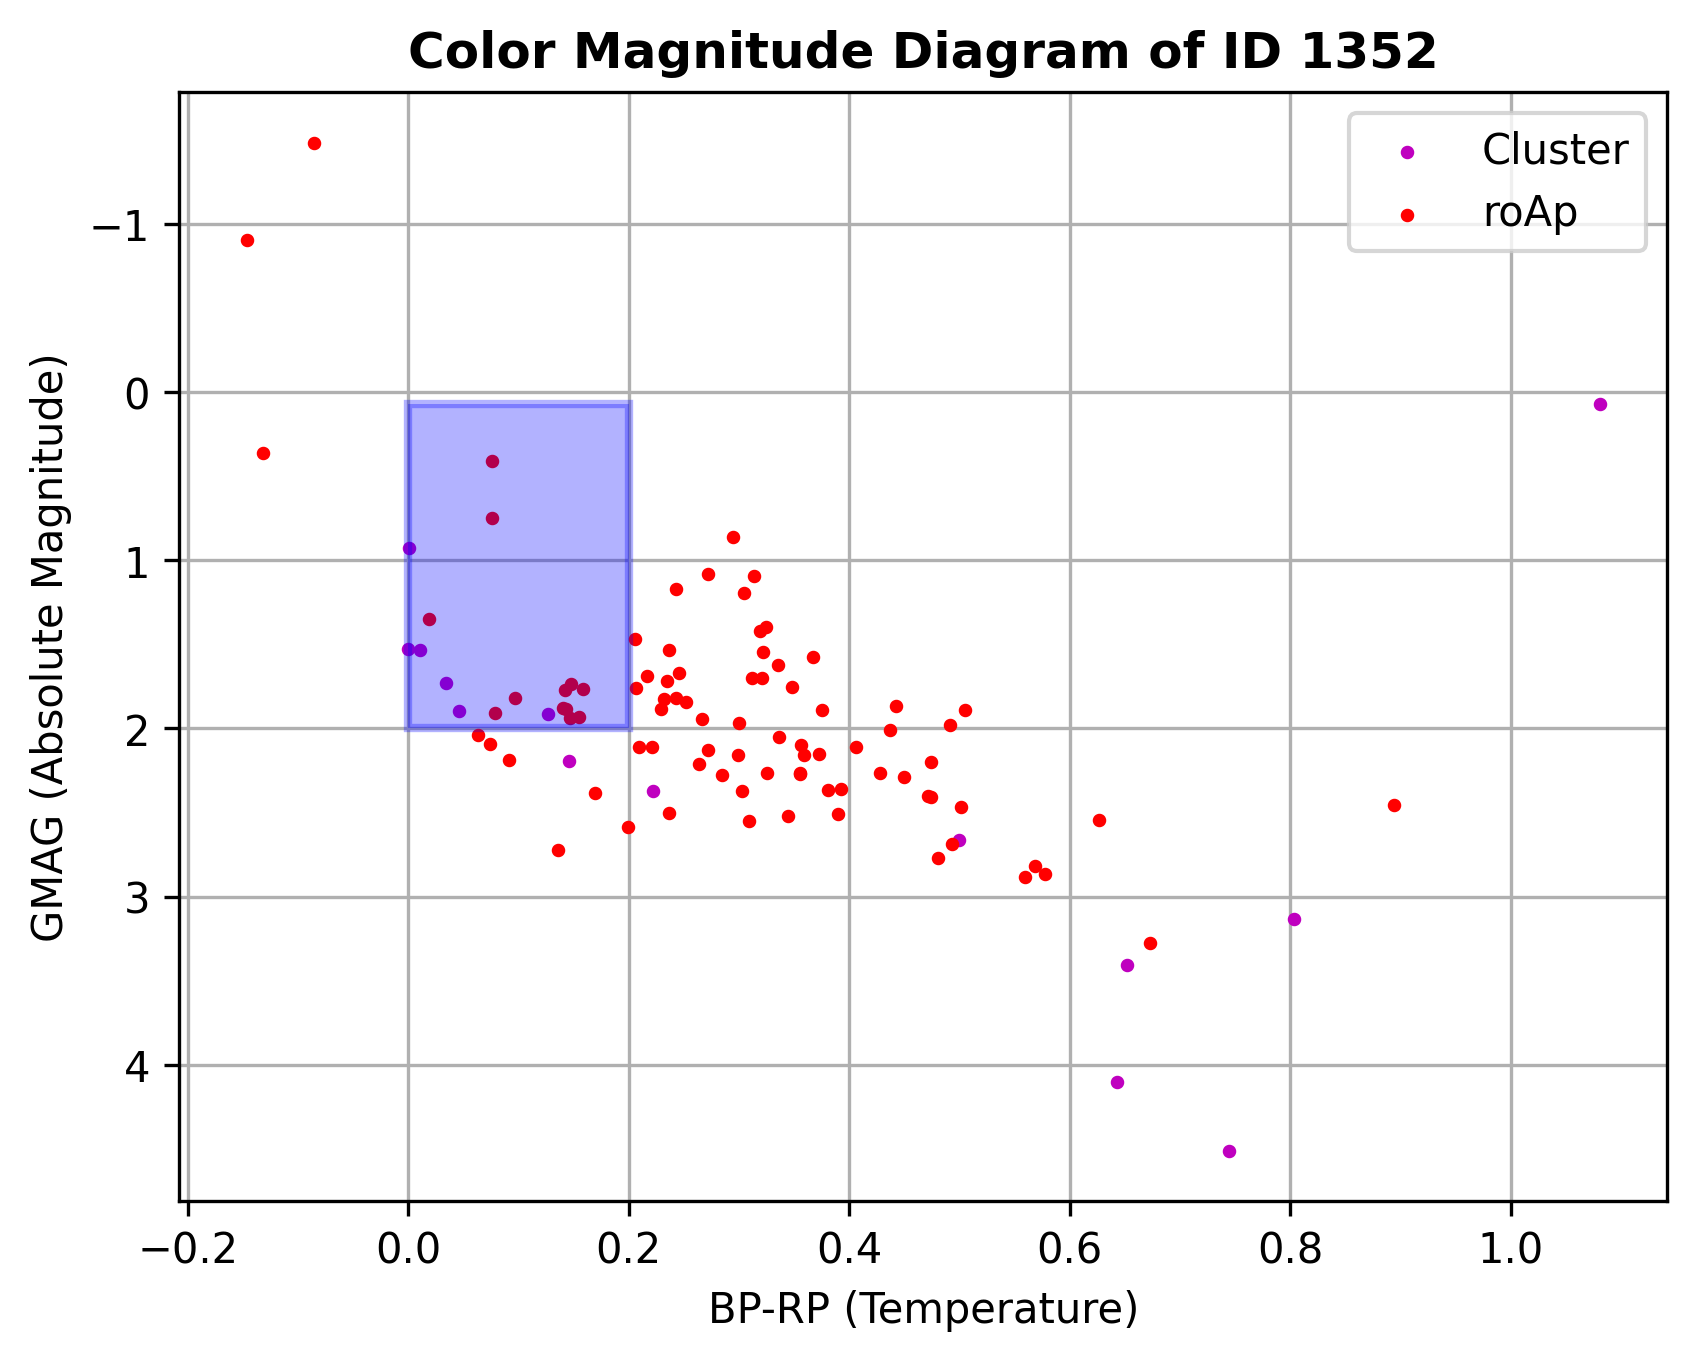 Color Magnitude Diagram of ID 1352
Cluster
roAp
GMAG (Absolute Magnitude)
−1
0
1
2
3
4
−0.2 0.0 0.2 0.4 0.6 0.8 1.0
BP-RP (Temperature)